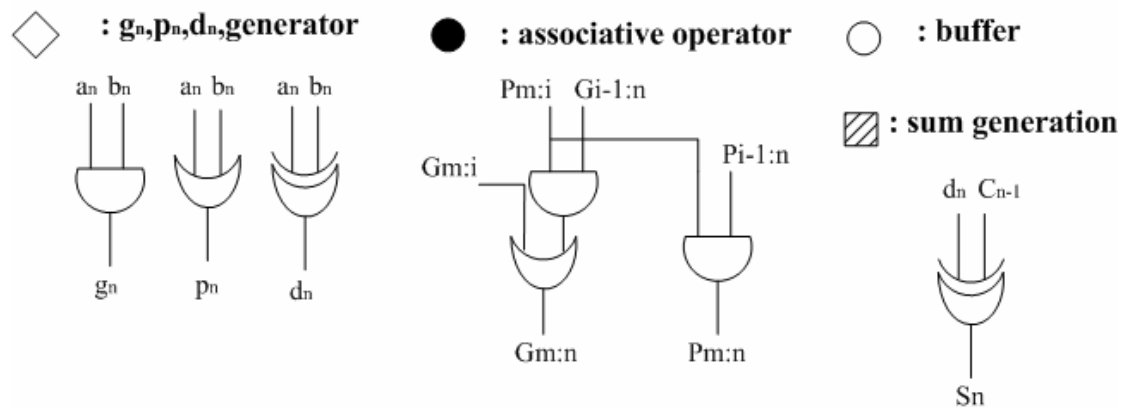 : gn,pn,dn,generator
: associative operator
: buffer
an bn
an bn
an bn
Pm:i Gi-1:n
: sum generation
Gm:i
Pi-1:n
dn Cn-1
gn
pn
dn
Gm:n
Pm:n
Sn